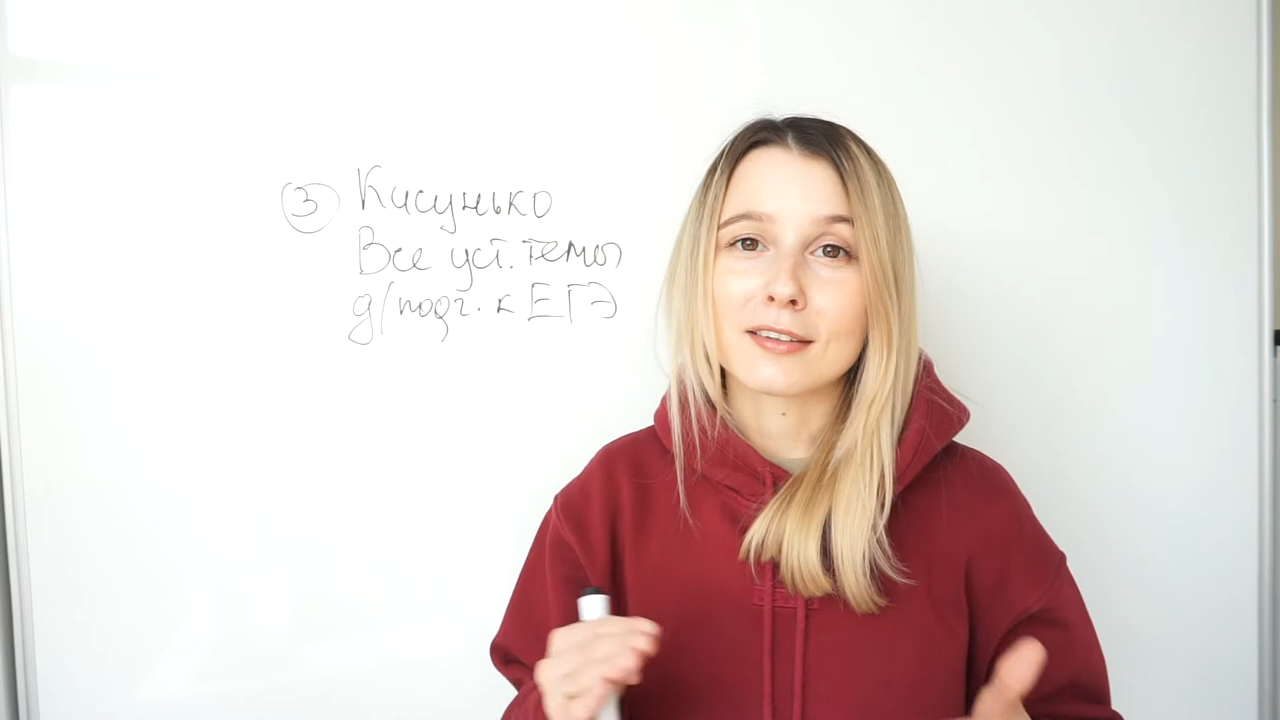 ③ Кисунько
Все уст. темы
д/подг. к ЕГЭ